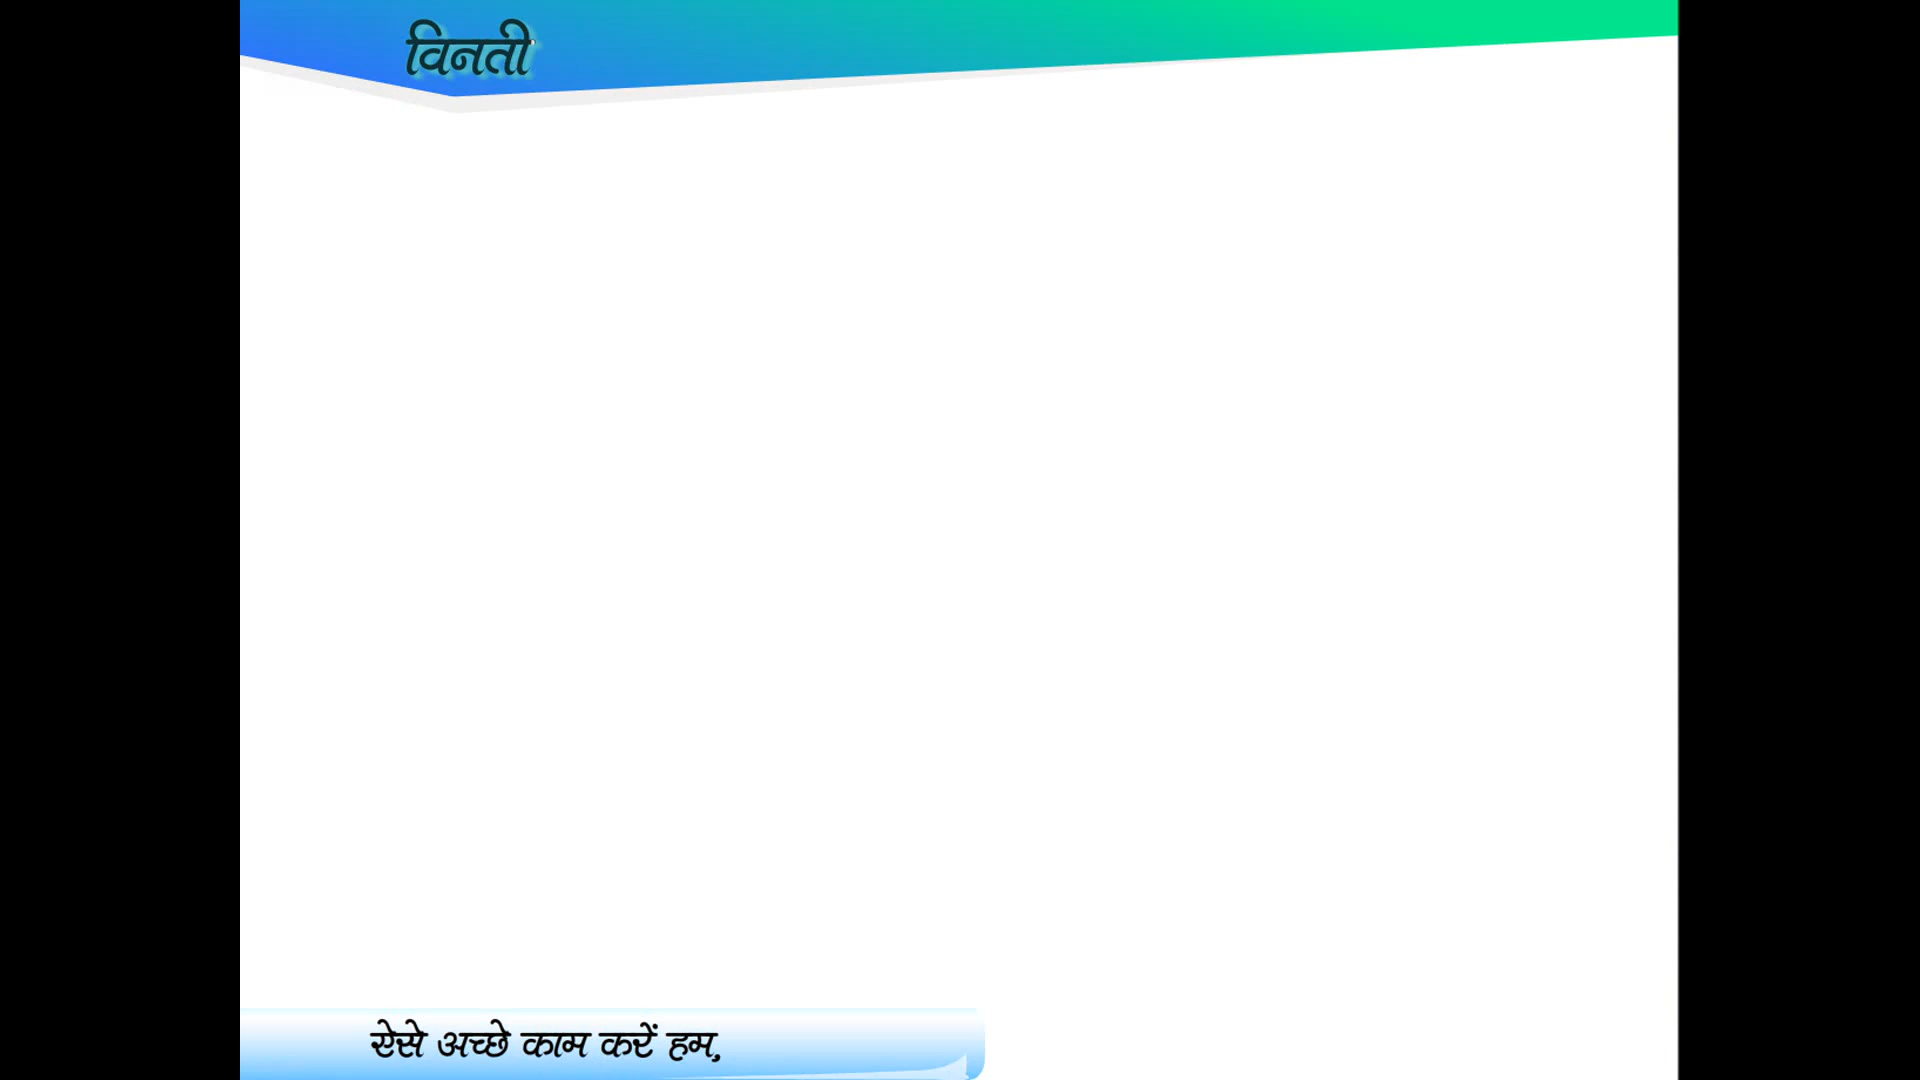 विनती
ऐसे अच्छे काम करें हम,